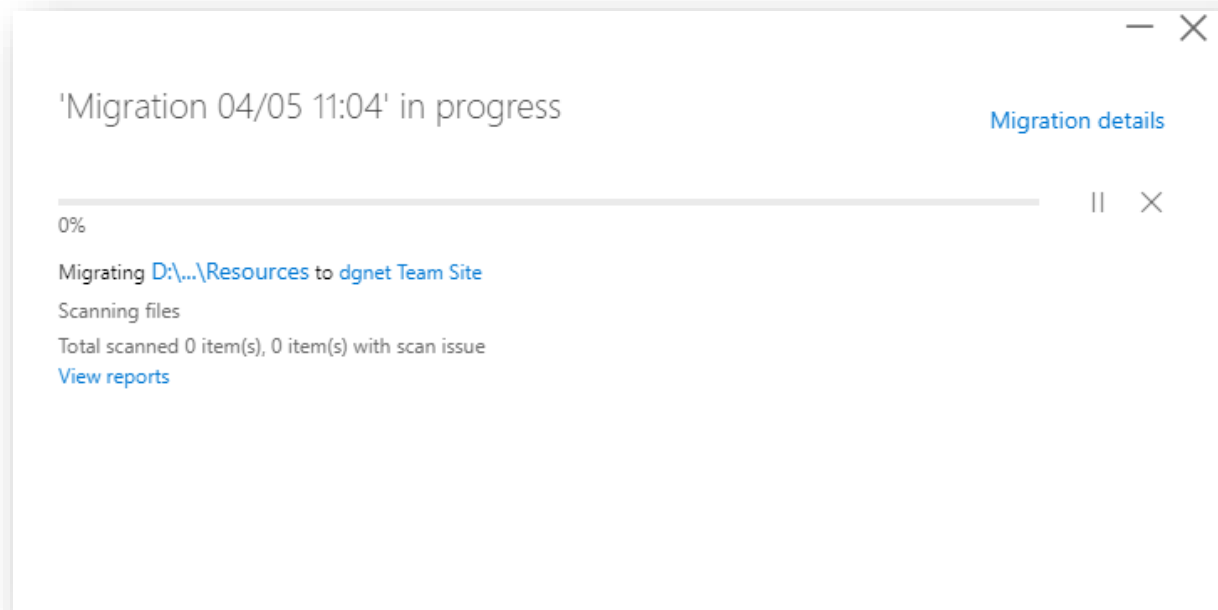 'Migration 04/05 11:04' in progress
Migration details
0%
Migrating D:\...\Resources to dgnet Team Site
Scanning files
Total scanned 0 item(s), 0 item(s) with scan issue
View reports